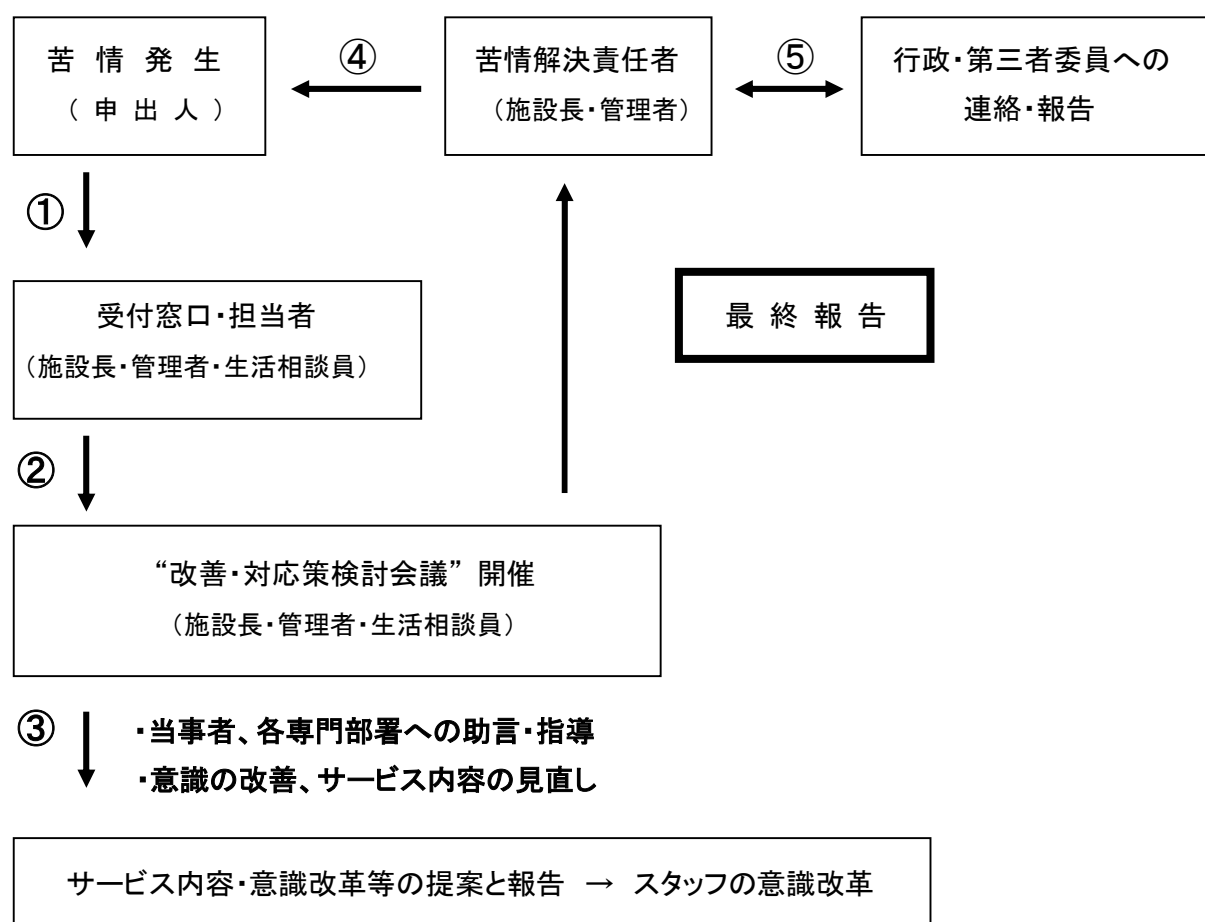 苦 情 発 生
（ 申 出 人 ）
④
苦情解決責任者
（施設長・管理者）
⑤
行政・第三者委員への
連絡・報告
①
受付窓口・担当者
（施設長・管理者・生活相談員）
最 終 報 告
②
“改善・対応策検討会議” 開催
（施設長・管理者・生活相談員）
③
・当事者、各専門部署への助言・指導
・意識の改善、サービス内容の見直し
サービス内容・意識改革等の提案と報告 → スタッフの意識改革